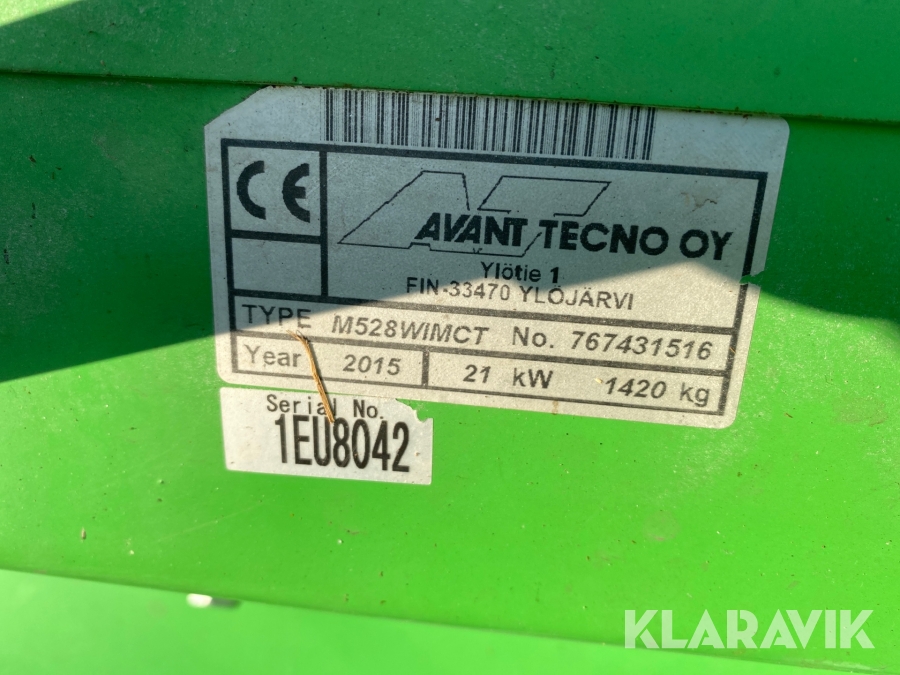 CE
AT
AVANT TECNO OY
Ylötie 1
FIN-33470 YLÖJÄRVI
TYPE M528WIMCT No. 767431516
Year 2015 21 kW 1420 kg
Serial No.
1EU8042
KLARAVIK